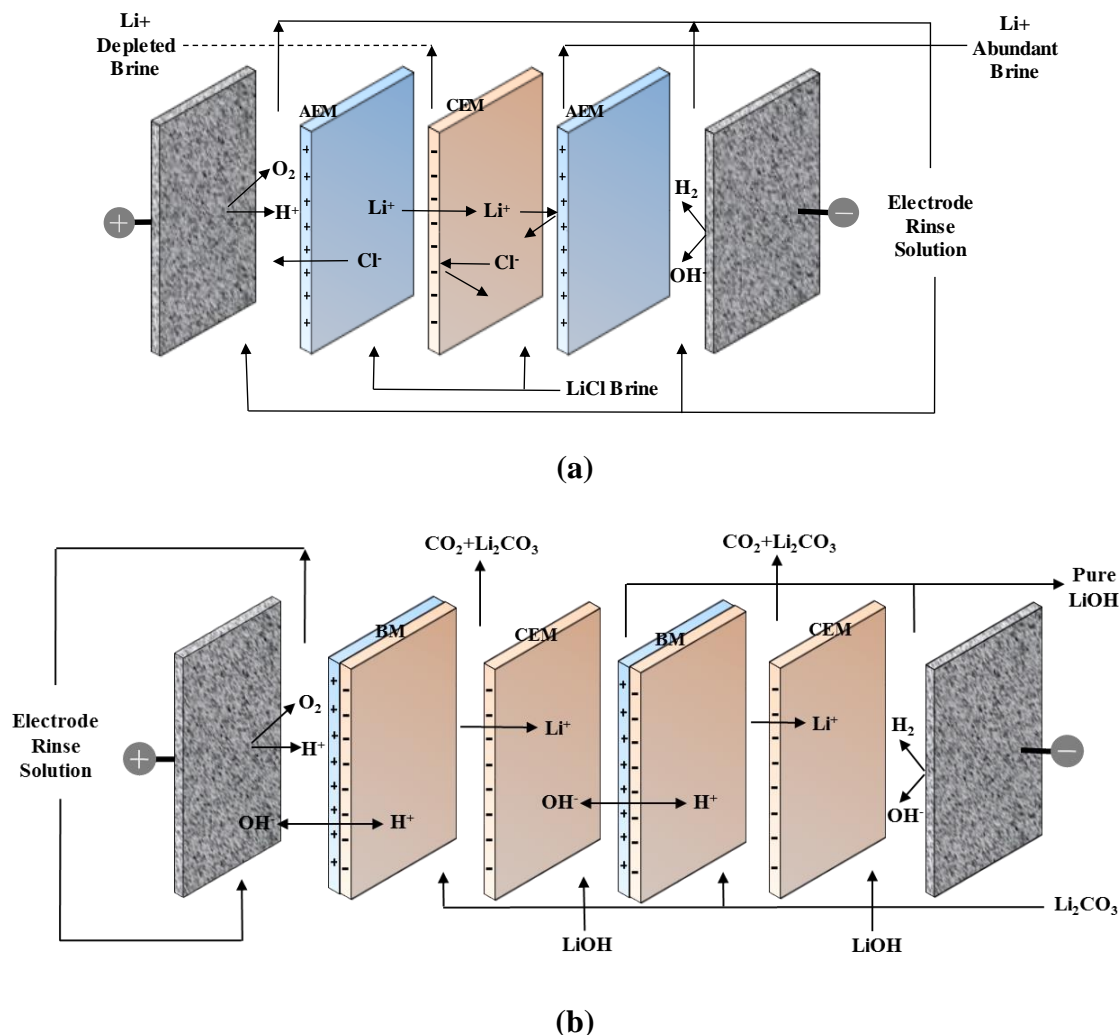 Li+
Depleted
Brine
Li+
Abundant
Brine
AEM
CEM
AEM
O₂
H⁺
Li⁺
Li⁺
H₂
Cl⁻
Cl⁻
OH⁻
Electrode
Rinse
Solution
+
−
LiCl Brine
(a)
CO₂+Li₂CO₃
CO₂+Li₂CO₃
Pure
LiOH
BM
CEM
BM
CEM
Electrode
Rinse
Solution
O₂
H⁺
Li⁺
Li⁺
H₂
OH⁻
H⁺
OH⁻
H⁺
OH⁻
+
−
Li₂CO₃
LiOH
LiOH
(b)